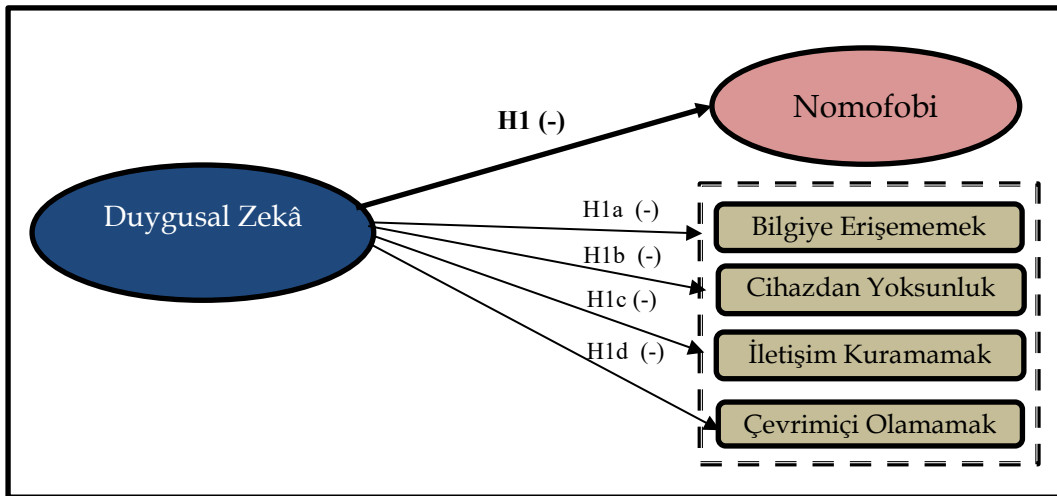 Nomofobi
H1 (-)
Duygusal Zekâ
H1a (-)
Bilgiye Erişememek
H1b (-)
Cihazdan Yoksunluk
H1c (-)
İletişim Kuramamak
H1d (-)
Çevrimiçi Olamamak